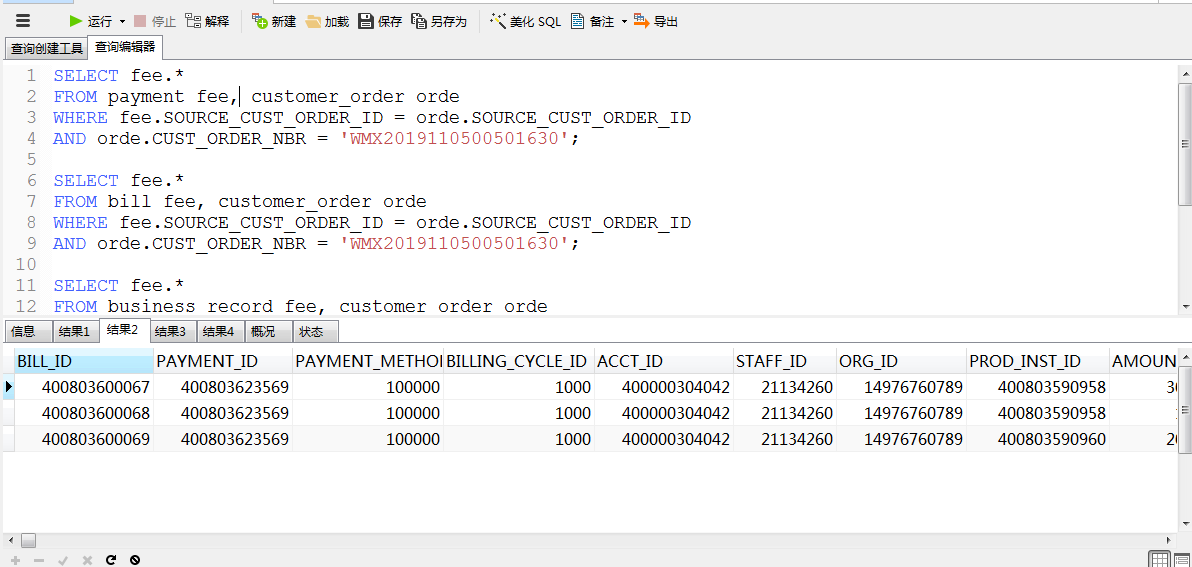 运行 停止 解释 新建 加载 保存 另存为 美化 SQL 备注 导出
查询创建工具 查询编辑器
1 SELECT fee.*
2 FROM payment fee, customer_order orde
3 WHERE fee.SOURCE_CUST_ORDER_ID = orde.SOURCE_CUST_ORDER_ID
4 AND orde.CUST_ORDER_NBR = 'WMX2019110500501630';
5
6 SELECT fee.*
7 FROM bill fee, customer_order orde
8 WHERE fee.SOURCE_CUST_ORDER_ID = orde.SOURCE_CUST_ORDER_ID
9 AND orde.CUST_ORDER_NBR = 'WMX2019110500501630';
10
11 SELECT fee.*
12 FROM business record fee, customer order orde
信息 结果1 结果2 结果3 结果4 概况 状态
BILL_ID PAYMENT_ID PAYMENT_METHO BILLING_CYCLE_ID ACCT_ID STAFF_ID ORG_ID PROD_INST_ID AMOUN
400803600067 400803623569 100000 1000 400000304042 21134260 14976760789 400803590958
400803600068 400803623569 100000 1000 400000304042 21134260 14976760789 400803590958
400803600069 400803623569 100000 1000 400000304042 21134260 14976760789 400803590960